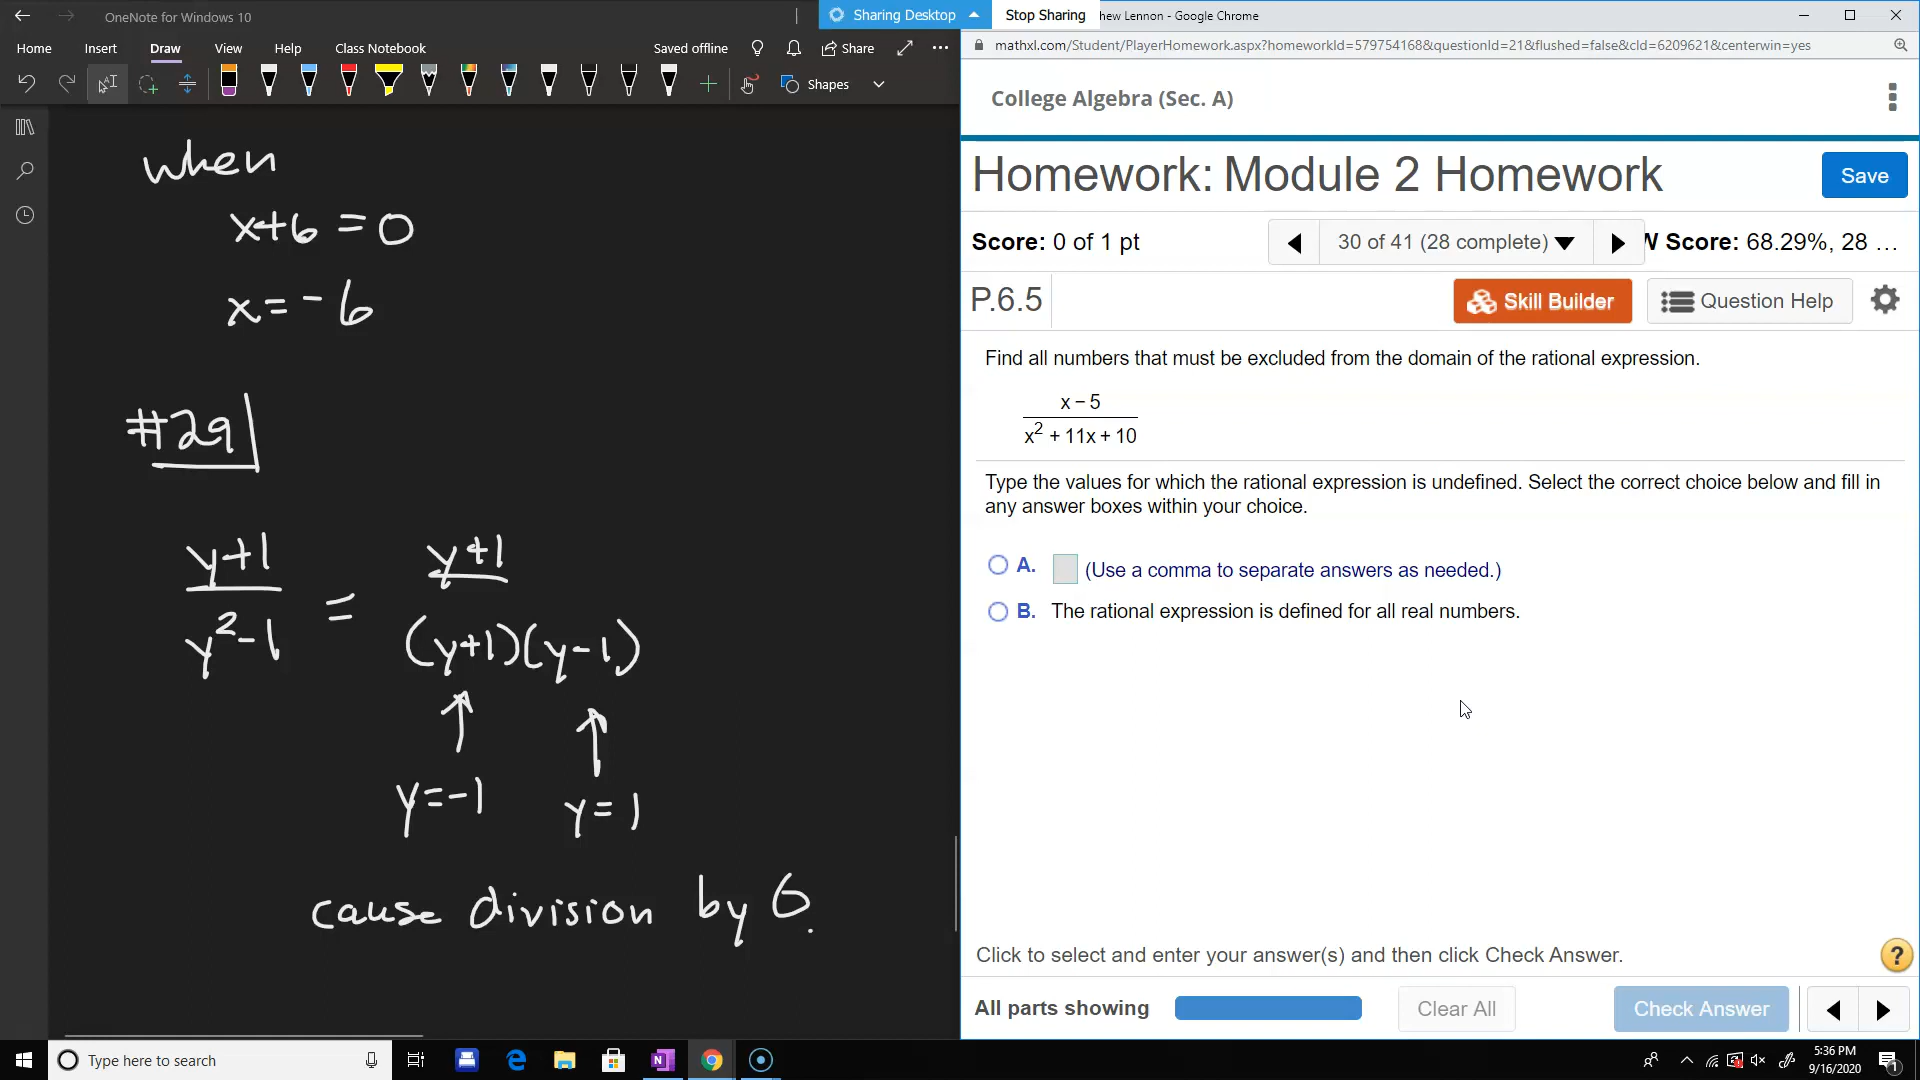 OneNote for Windows 10
Sharing Desktop
Stop Sharing
hew Lennon - Google Chrome
Home Insert Draw View Help Class Notebook
Saved offline
Share
Shapes
mathxl.com/Student/PlayerHomework.aspx?homeworkId=579754168&questionId=21&flushed=false&cId=6209621&centerwin=yes
when
x+6 = 0
x = -6
#29
y+1
y²-1
=
y+1
(y+1)(y-1)
y=-1 y=1
cause division by 0.
College Algebra (Sec. A)
Homework: Module 2 Homework
Save
Score: 0 of 1 pt
30 of 41 (28 complete)
W Score: 68.29%, 28 ...
P.6.5
Skill Builder
Question Help
Find all numbers that must be excluded from the domain of the rational expression.
x − 5
x² + 11x + 10
Type the values for which the rational expression is undefined. Select the correct choice below and fill in
any answer boxes within your choice.
A. (Use a comma to separate answers as needed.)
B. The rational expression is defined for all real numbers.
Click to select and enter your answer(s) and then click Check Answer.
?
All parts showing
Clear All
Check Answer
Type here to search
5:36 PM
9/16/2020
1